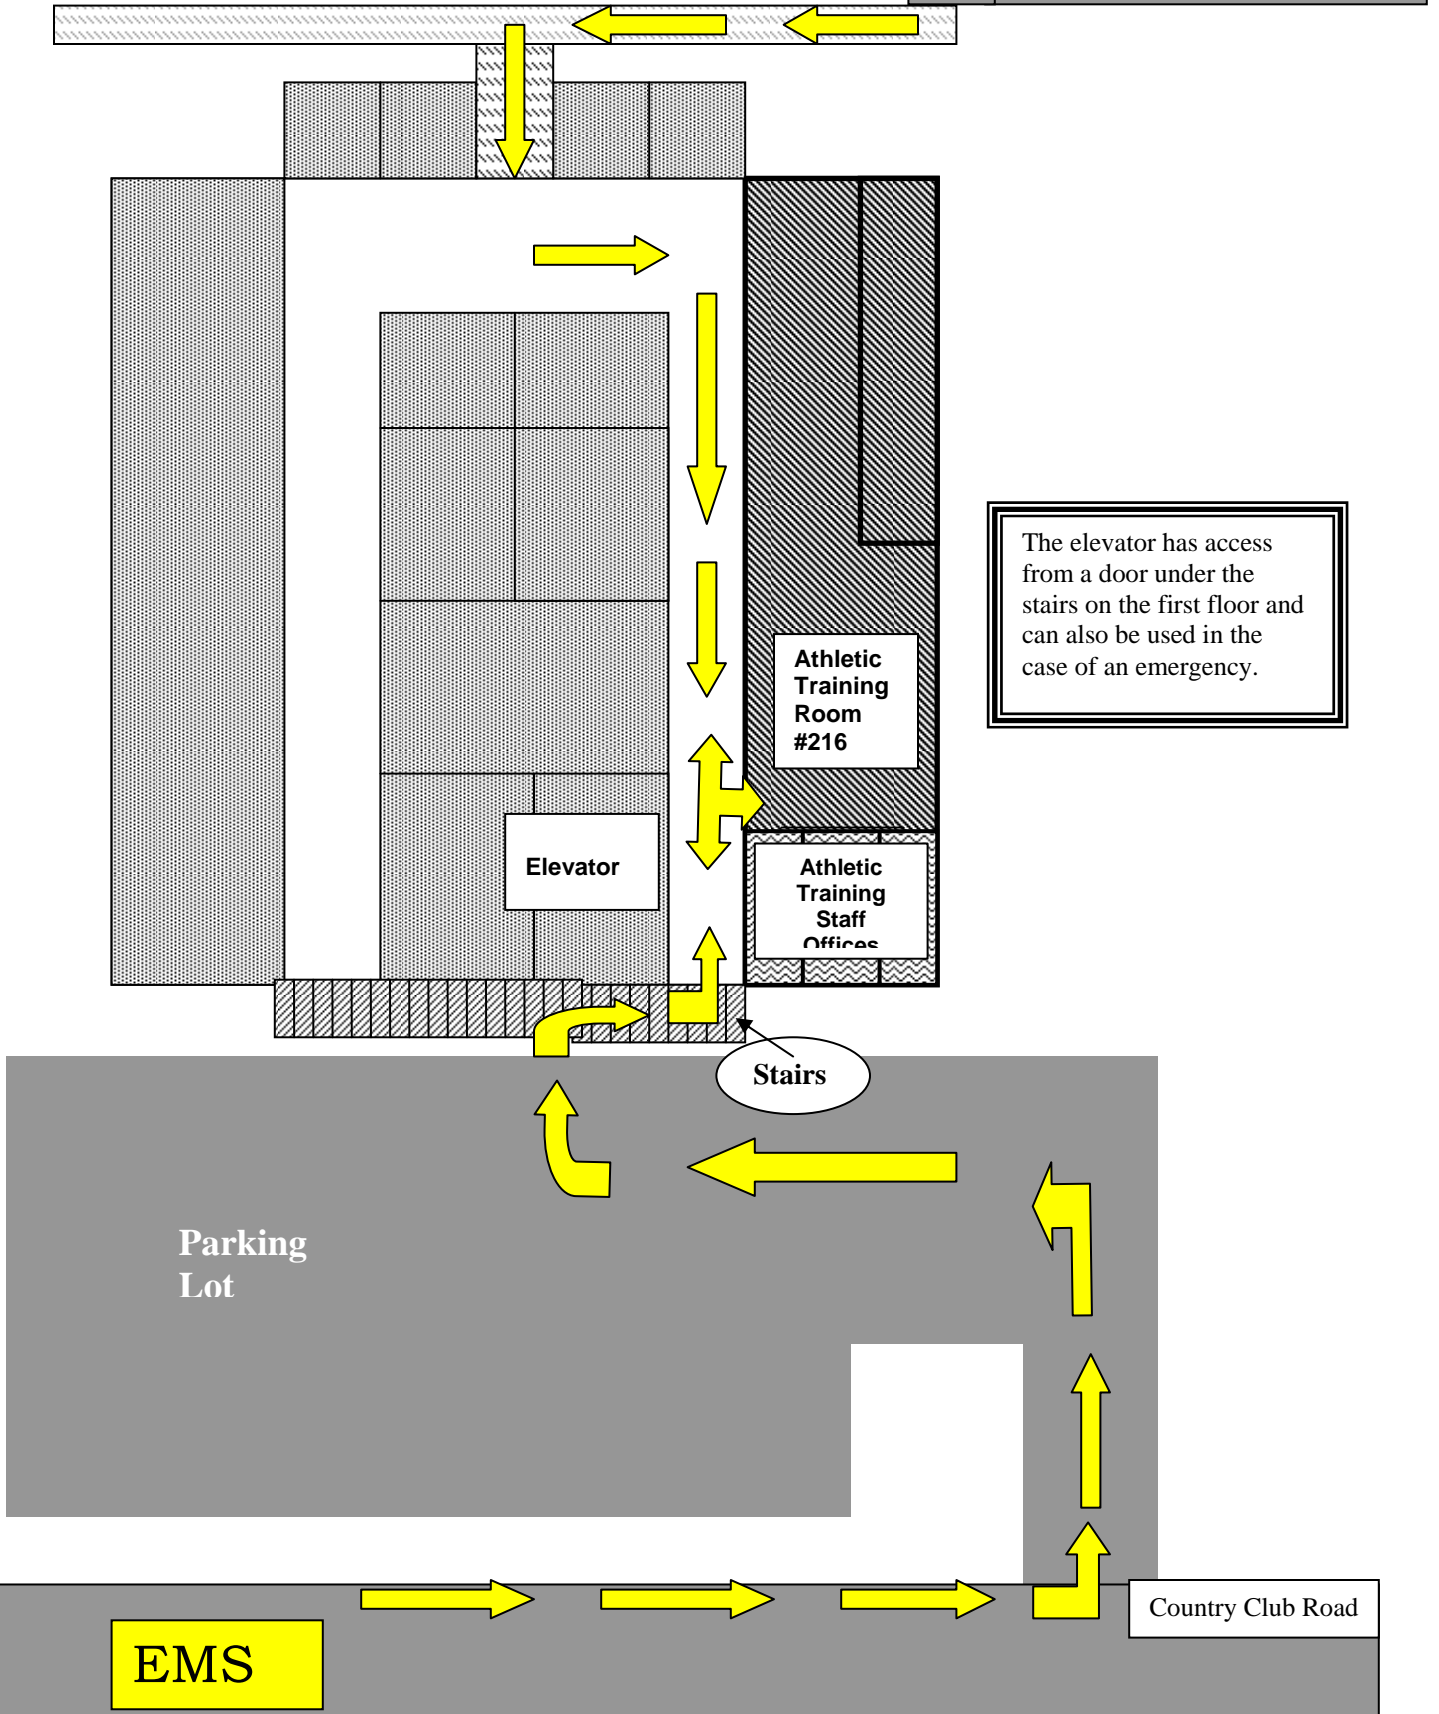 The elevator has access
from a door under the
stairs on the first floor and
can also be used in the
case of an emergency.
Athletic
Training
Room
#216
Elevator
Athletic
Training
Staff
Offices
Stairs
Parking
Lot
Country Club Road
EMS